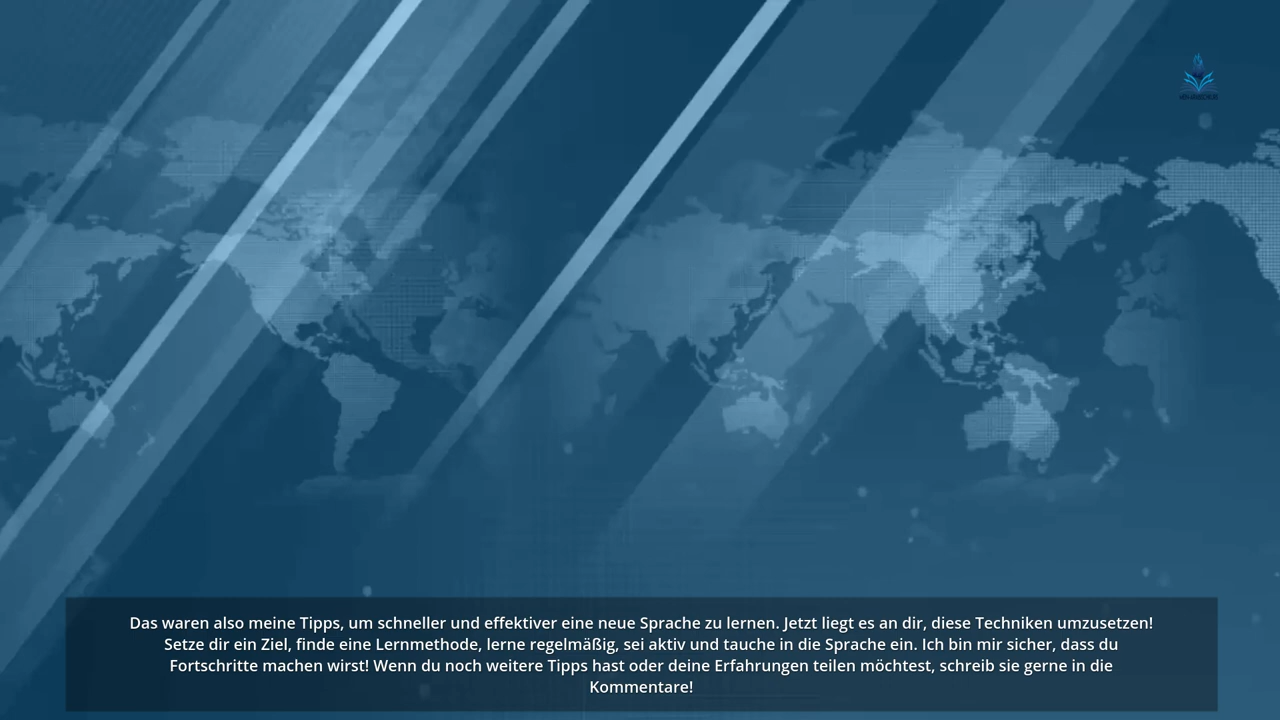 Das waren also meine Tipps, um schneller und effektiver eine neue Sprache zu lernen. Jetzt liegt es an dir, diese Techniken umzusetzen!
Setze dir ein Ziel, finde eine Lernmethode, lerne regelmäßig, sei aktiv und tauche in die Sprache ein. Ich bin mir sicher, dass du
Fortschritte machen wirst! Wenn du noch weitere Tipps hast oder deine Erfahrungen teilen möchtest, schreib sie gerne in die
Kommentare!